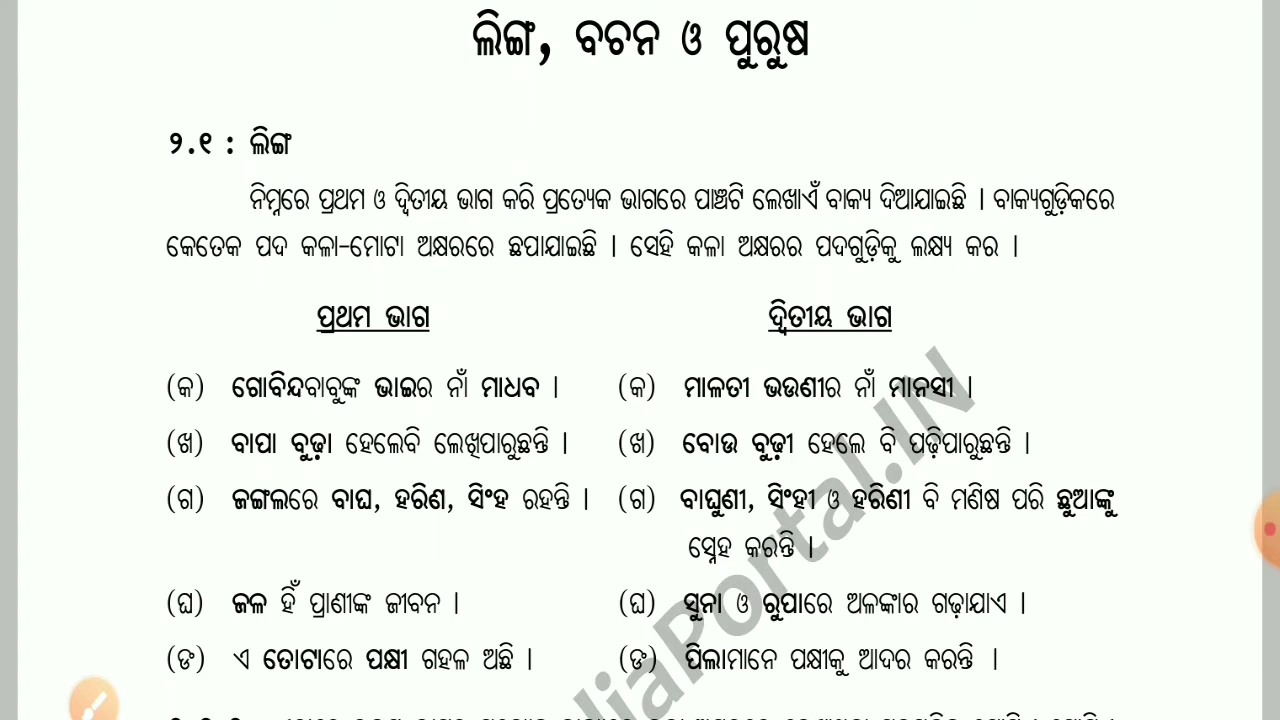 ଲିଙ୍ଗ, ବଚନ ଓ ପୁରୁଷ
୨.୧ : ଲିଙ୍ଗ
ନିମ୍ନରେ ପ୍ରଥମ ଓ ଦ୍ୱିତୀୟ ଭାଗ କରି ପ୍ରତ୍ୟେକ ଭାଗରେ ପାଞ୍ଚଟି ଲେଖାଏଁ ବାକ୍ୟ ଦିଆଯାଇଛି । ବାକ୍ୟଗୁଡ଼ିକରେ
କେତେକ ପଦ କଳା-ମୋଟା ଅକ୍ଷରରେ ଛପାଯାଇଛି । ସେହି କଳା ଅକ୍ଷରର ପଦଗୁଡ଼ିକୁ ଲକ୍ଷ୍ୟ କର ।
ପ୍ରଥମ ଭାଗ ଦ୍ୱିତୀୟ ଭାଗ
(କ) ଗୋବିନ୍ଦବାବୁଙ୍କ ଭାଇର ନାଁ ମାଧବ । (କ) ମାଳତୀ ଭଉଣୀର ନାଁ ମାନସୀ ।
(ଖ) ବାପା ବୁଢ଼ା ହେଲେବି ଲେଖିପାରୁଛନ୍ତି । (ଖ) ବୋଉ ବୁଢ଼ୀ ହେଲେ ବି ପଢ଼ିପାରୁଛନ୍ତି ।
(ଗ) ଜଙ୍ଗଲରେ ବାଘ, ହରିଣ, ସିଂହ ରହନ୍ତି । (ଗ) ବାଘୁଣୀ, ସିଂହୀ ଓ ହରିଣୀ ବି ମଣିଷ ପରି ଛୁଆଙ୍କୁ
ସ୍ନେହ କରନ୍ତି ।
(ଘ) ଜଳ ହିଁ ପ୍ରାଣୀଙ୍କ ଜୀବନ । (ଘ) ସୁନା ଓ ରୁପାରେ ଅଳଙ୍କାର ଗଢ଼ାଯାଏ ।
(ଙ) ଏ ତୋଟାରେ ପକ୍ଷୀ ଗହଳ ଅଛି । (ଙ) ପିଲାମାନେ ପକ୍ଷୀକୁ ଆଦର କରନ୍ତି ।
diaPortal.IN